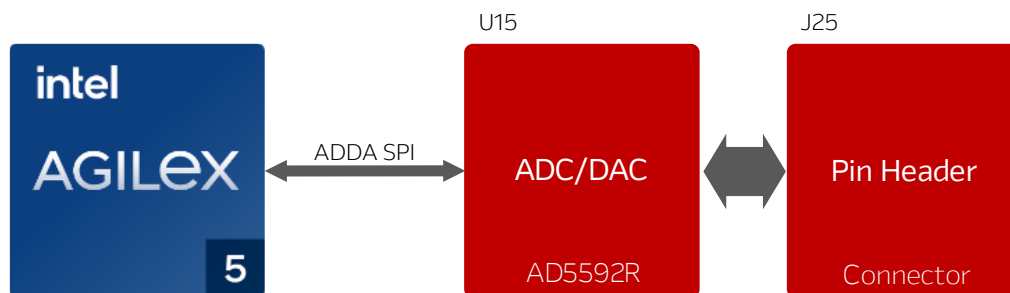 U15
J25
intel
AGILEX
5
ADDA SPI
ADC/DAC
AD5592R
Pin Header
Connector